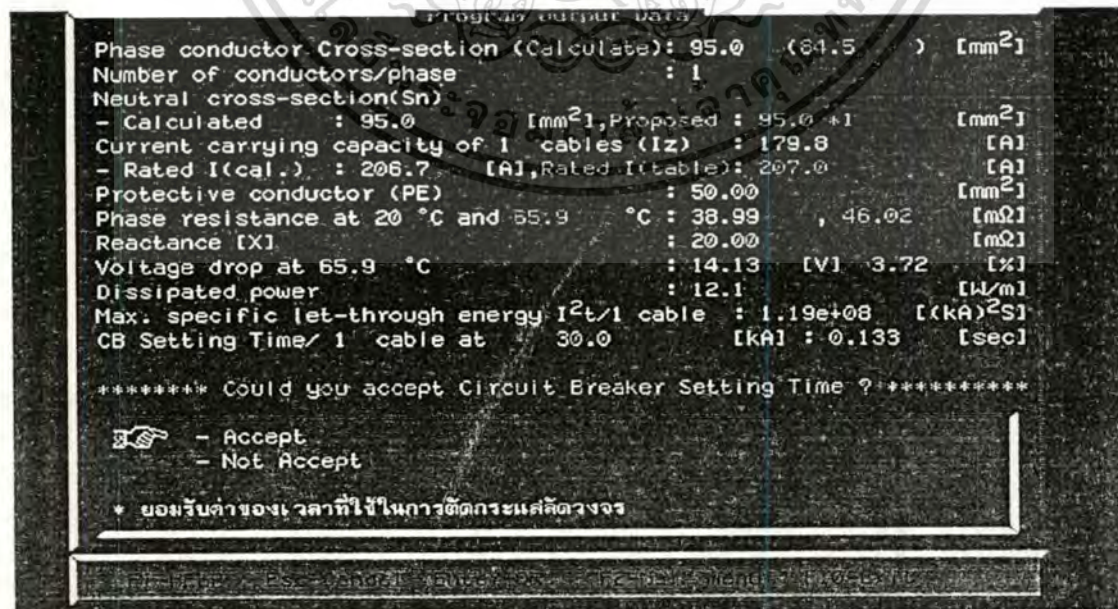 Program Output Data
Phase conductor Cross-section (Calculate): 95.0 (84.5 ) [mm²]
Number of conductors/phase : 1
Neutral cross-section(Sn)
- Calculated : 95.0 [mm²],Proposed : 95.0 *1 [mm²]
Current carrying capacity of 1 cables (Iz) : 179.8 [A]
- Rated I(cal.) : 206.7 [A],Rated I(table): 207.0 [A]
Protective conductor (PE) : 50.00 [mm²]
Phase resistance at 20 °C and 65.9 °C : 38.99 , 46.02 [mΩ]
Reactance [X] : 20.00 [mΩ]
Voltage drop at 65.9 °C : 14.13 [V] 3.72 [%]
Dissipated power : 12.1 [W/m]
Max. specific let-through energy I²t/1 cable : 1.19e+08 [(kA)²S]
CB Setting Time/ 1 cable at 30.0 [kA] : 0.133 [sec]
******** Could you accept Circuit Breaker Setting Time ? **********
- Accept
- Not Accept
* ยอมรับค่าของเวลาที่ใช้ในการตัดกระแสลัดวงจร